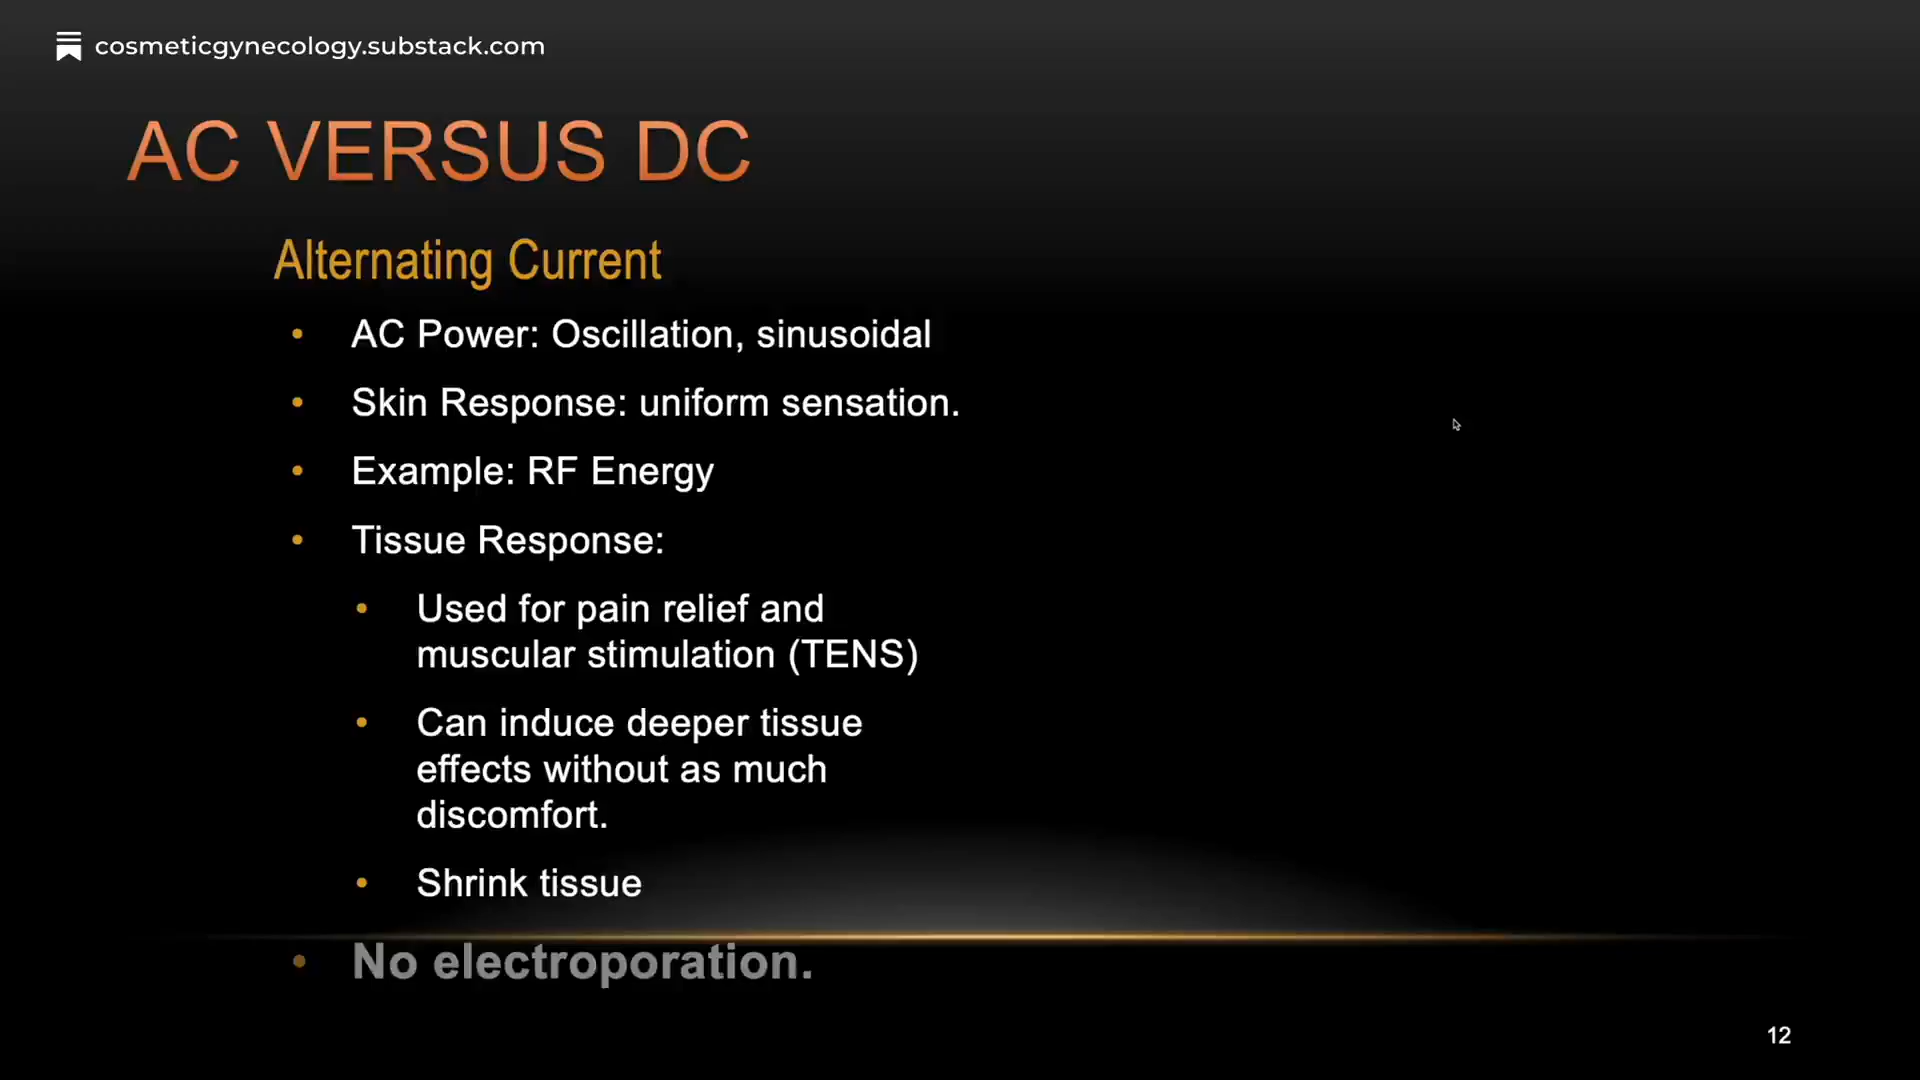 cosmeticgynecology.substack.com
AC VERSUS DC
Alternating Current
• AC Power: Oscillation, sinusoidal
• Skin Response: uniform sensation.
• Example: RF Energy
• Tissue Response:
• Used for pain relief and
muscular stimulation (TENS)
• Can induce deeper tissue
effects without as much
discomfort.
• Shrink tissue
• No electroporation.
12